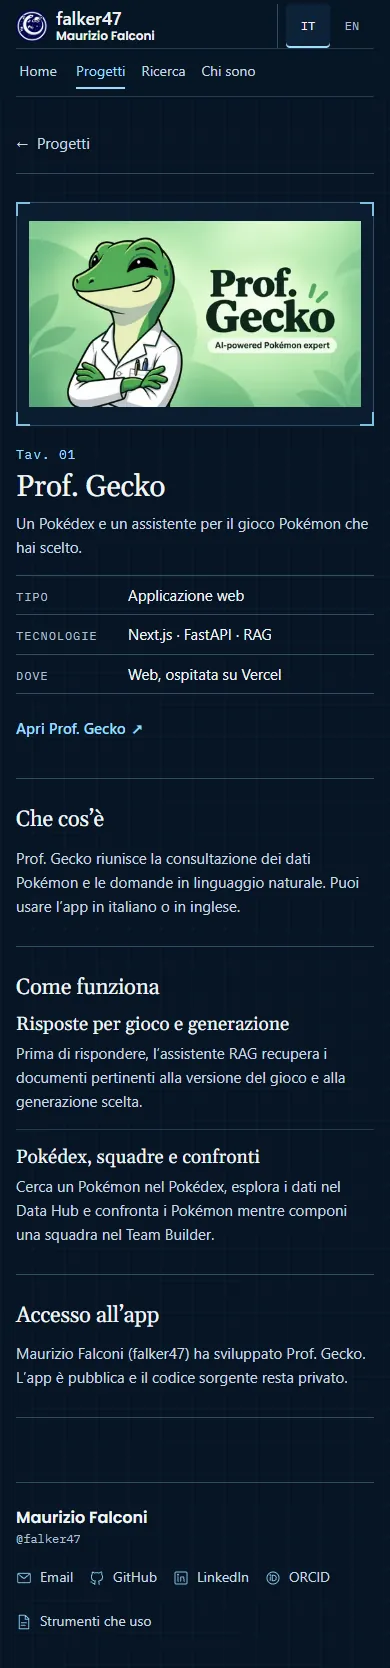 falker47
Maurizio Falconi
IT EN
Home Progetti Ricerca Chi sono
← Progetti
Prof.
Gecko
AI-powered Pokémon expert
Tav. 01
Prof. Gecko
Un Pokédex e un assistente per il gioco Pokémon che
hai scelto.
TIPO Applicazione web
TECNOLOGIE Next.js · FastAPI · RAG
DOVE Web, ospitata su Vercel
Apri Prof. Gecko ↗
Che cos’è
Prof. Gecko riunisce la consultazione dei dati
Pokémon e le domande in linguaggio naturale. Puoi
usare l’app in italiano o in inglese.
Come funziona
Risposte per gioco e generazione
Prima di rispondere, l’assistente RAG recupera i
documenti pertinenti alla versione del gioco e alla
generazione scelta.
Pokédex, squadre e confronti
Cerca un Pokémon nel Pokédex, esplora i dati nel
Data Hub e confronta i Pokémon mentre componi
una squadra nel Team Builder.
Accesso all’app
Maurizio Falconi (falker47) ha sviluppato Prof. Gecko.
L’app è pubblica e il codice sorgente resta privato.
Maurizio Falconi
@falker47
Email GitHub LinkedIn ORCID
Strumenti che uso